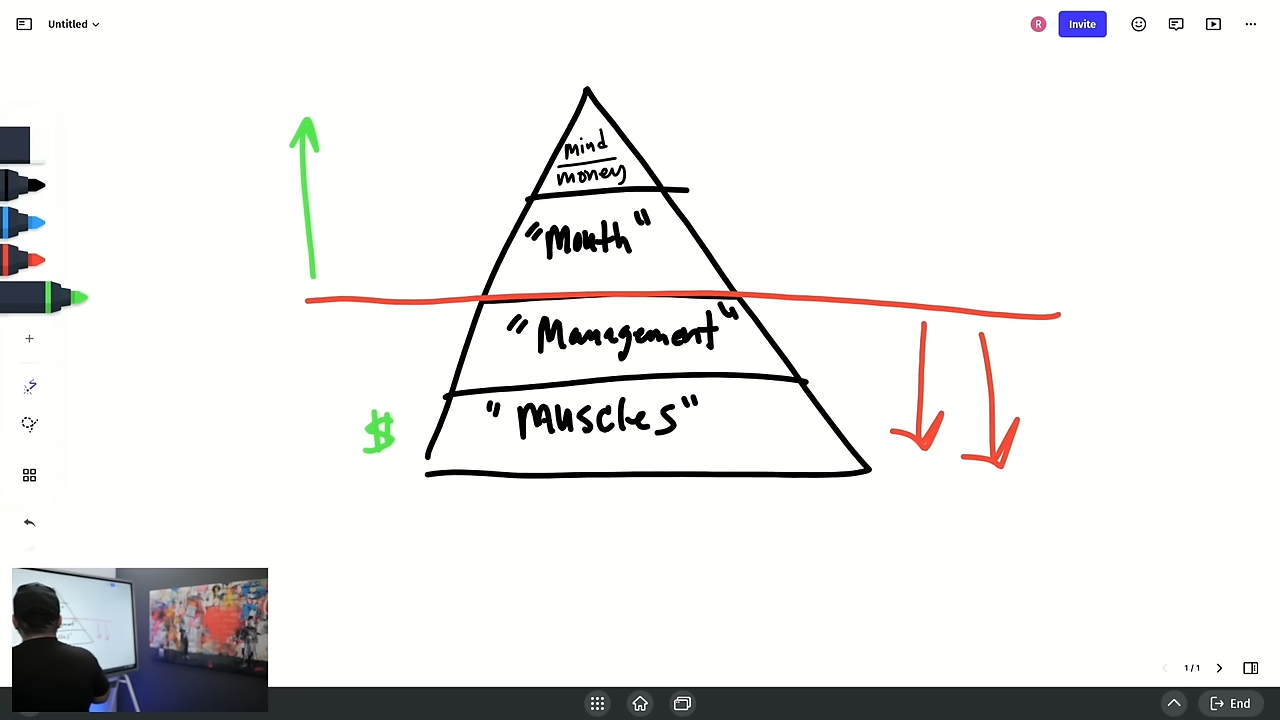 Untitled
R
Invite
mind
money
"Mouth"
"Management"
"Muscles"
$
1/1
End